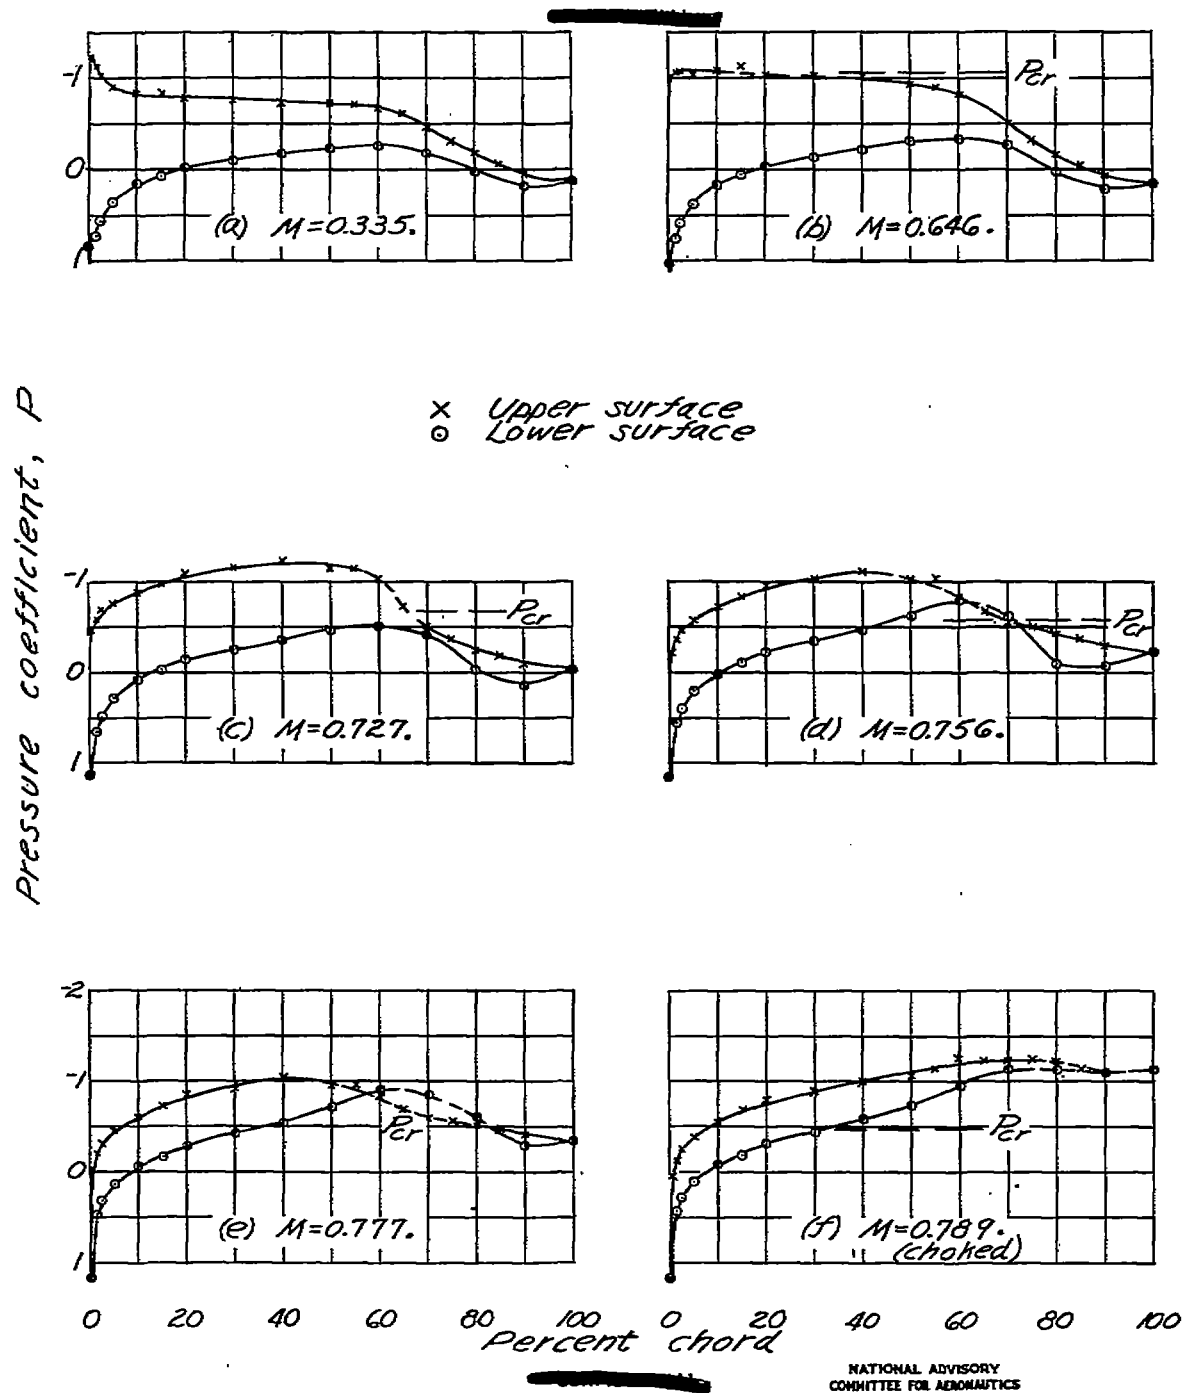 -1
0
1
(a) M=0.335.
Pcr
(b) M=0.646.
Pressure coefficient, P
x Upper surface
⊙ Lower surface
-1
0
1
Pcr
(c) M=0.727.
Pcr
(d) M=0.756.
-2
-1
0
1
Pcr
(e) M=0.777.
Pcr
(f) M=0.789.
(choked)
0 20 40 60 80 100
0 20 40 60 80 100
Percent chord
NATIONAL ADVISORY
COMMITTEE FOR AERONAUTICS